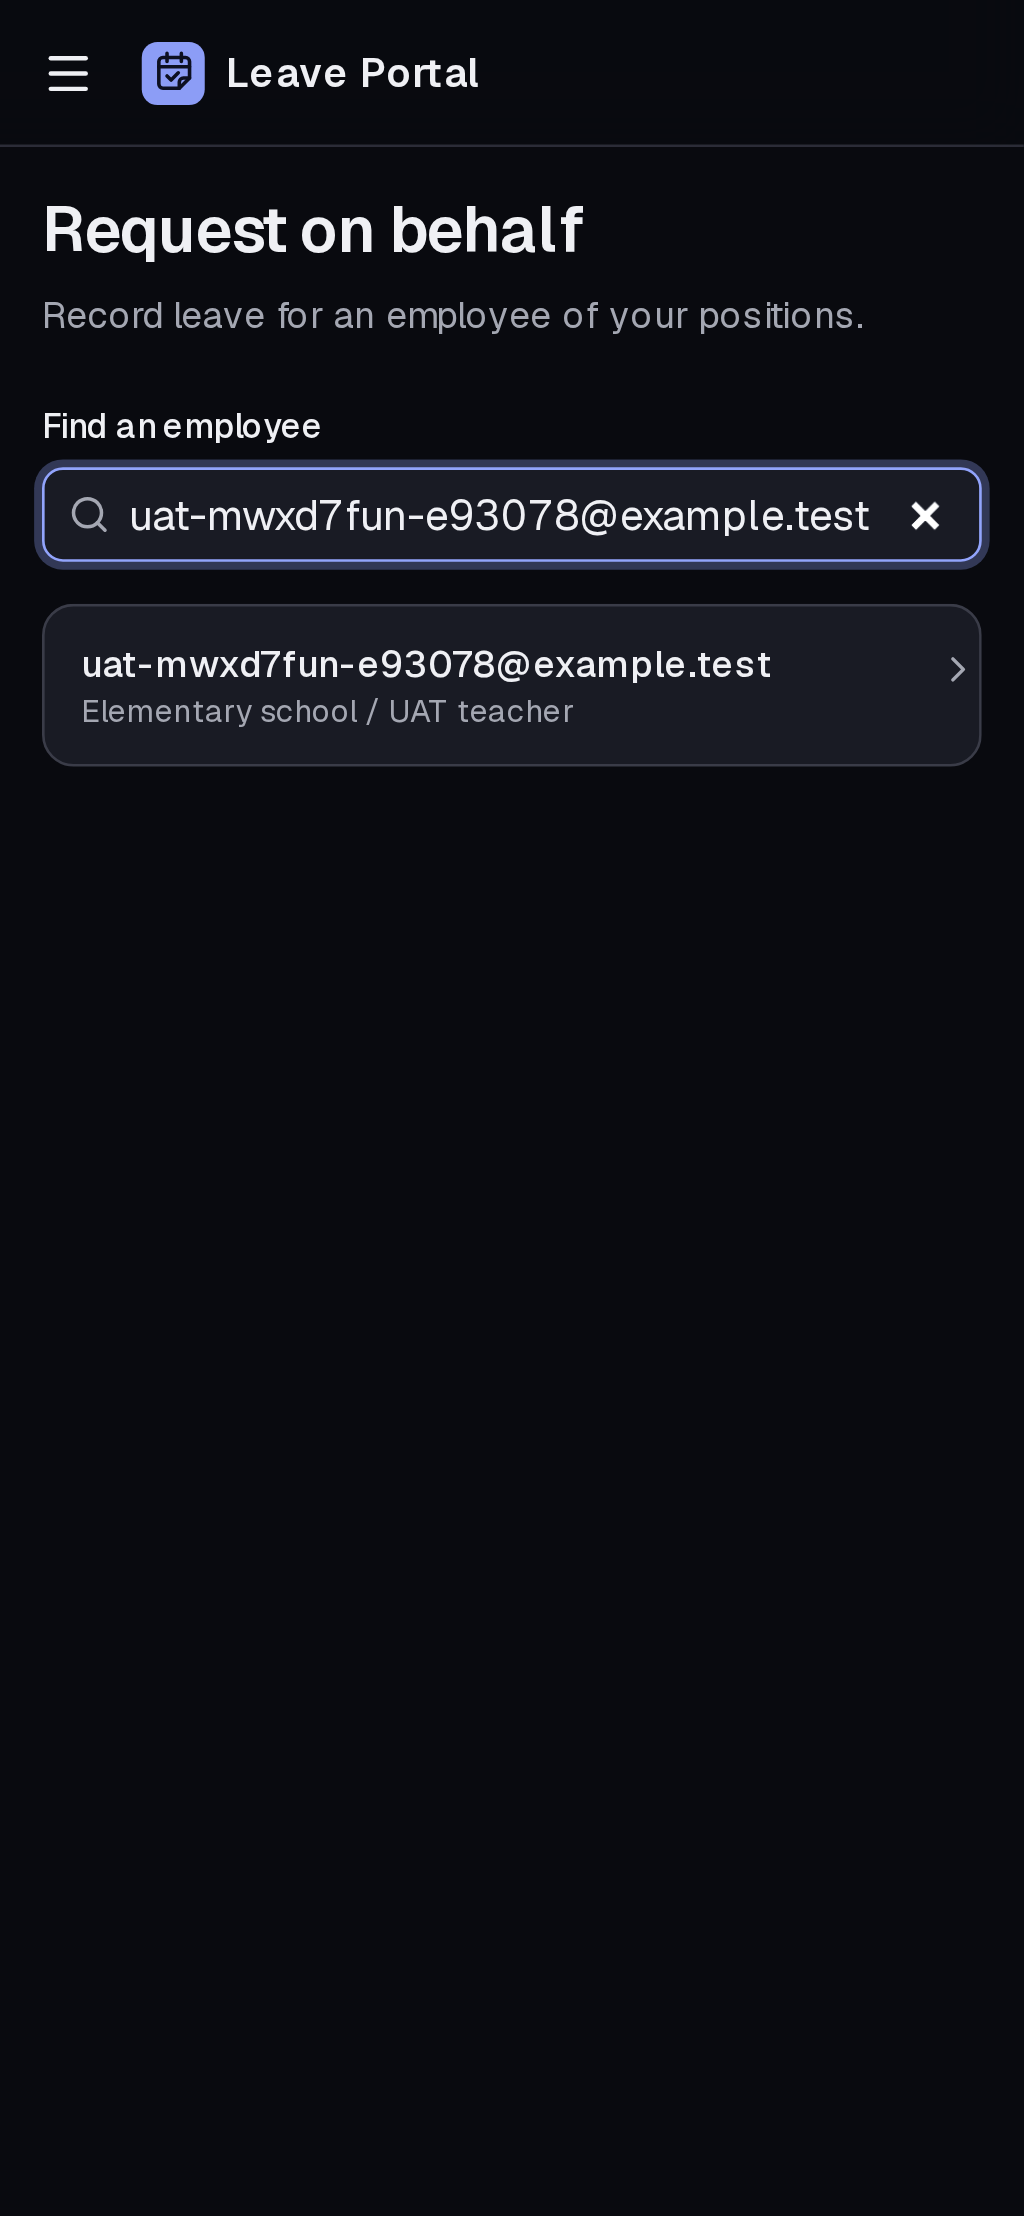 Leave Portal
Request on behalf
Record leave for an employee of your positions.
Find an employee
uat-mwxd7fun-e93078@example.test
uat-mwxd7fun-e93078@example.test
Elementary school / UAT teacher